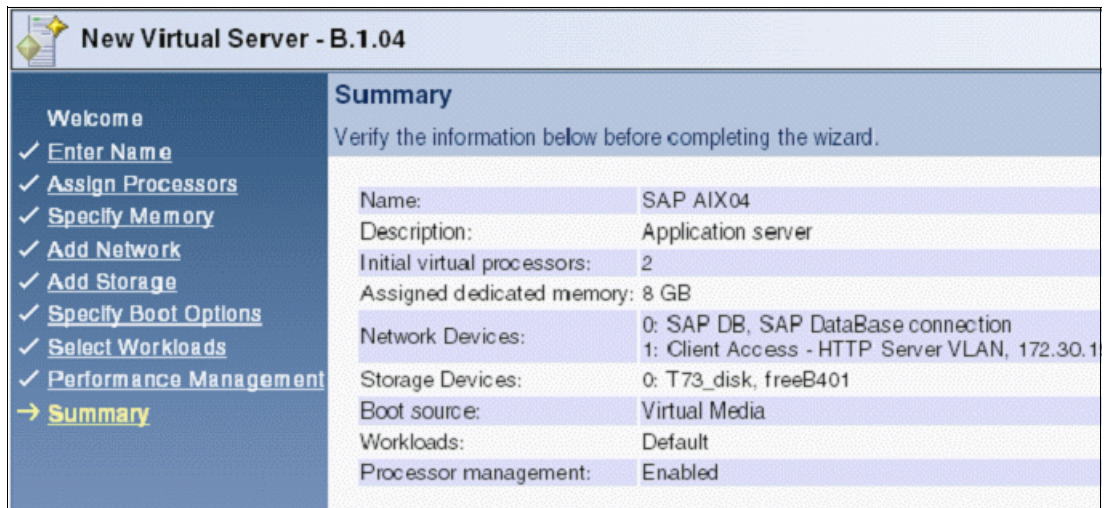 New Virtual Server - B.1.04
Welcome
✓ Enter Name
✓ Assign Processors
✓ Specify Memory
✓ Add Network
✓ Add Storage
✓ Specify Boot Options
✓ Select Workloads
✓ Performance Management
→ Summary
Summary
Verify the information below before completing the wizard.
Name: SAP AIX04
Description: Application server
Initial virtual processors: 2
Assigned dedicated memory: 8 GB
Network Devices: 0: SAP DB, SAP DataBase connection
1: Client Access - HTTP Server VLAN, 172.30.1
Storage Devices: 0: T73_disk, freeB401
Boot source: Virtual Media
Workloads: Default
Processor management: Enabled